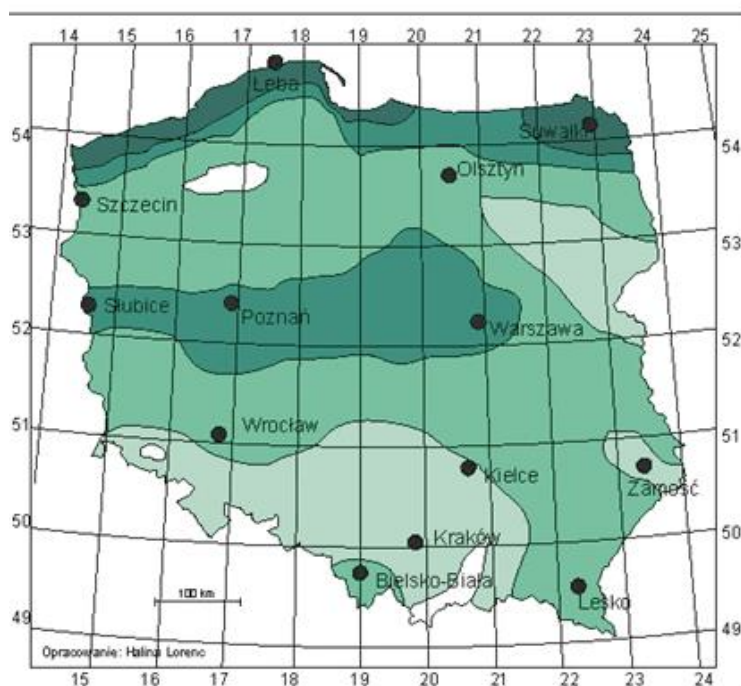 14 15 16 17 18 19 20 21 22 23 24 25
Łeba
54
Suwałki
54
Olsztyn
Szczecin
53
53
Słubice
Poznań
Warszawa
52
52
51
Wrocław
51
Kielce
Zamość
50
Kraków
50
Bielsko-Biała
Lesko
100 km
49
49
Opracowanie: Halina Lorenc
15 16 17 18 19 20 21 22 23 24